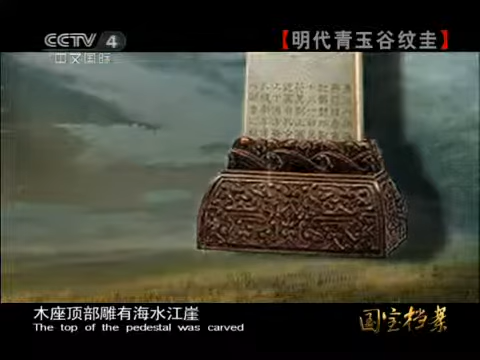 CCTV 4
中文国际
【明代青玉谷纹圭】
木座顶部雕有海水江崖
The top of the pedestal was carved
国宝档案